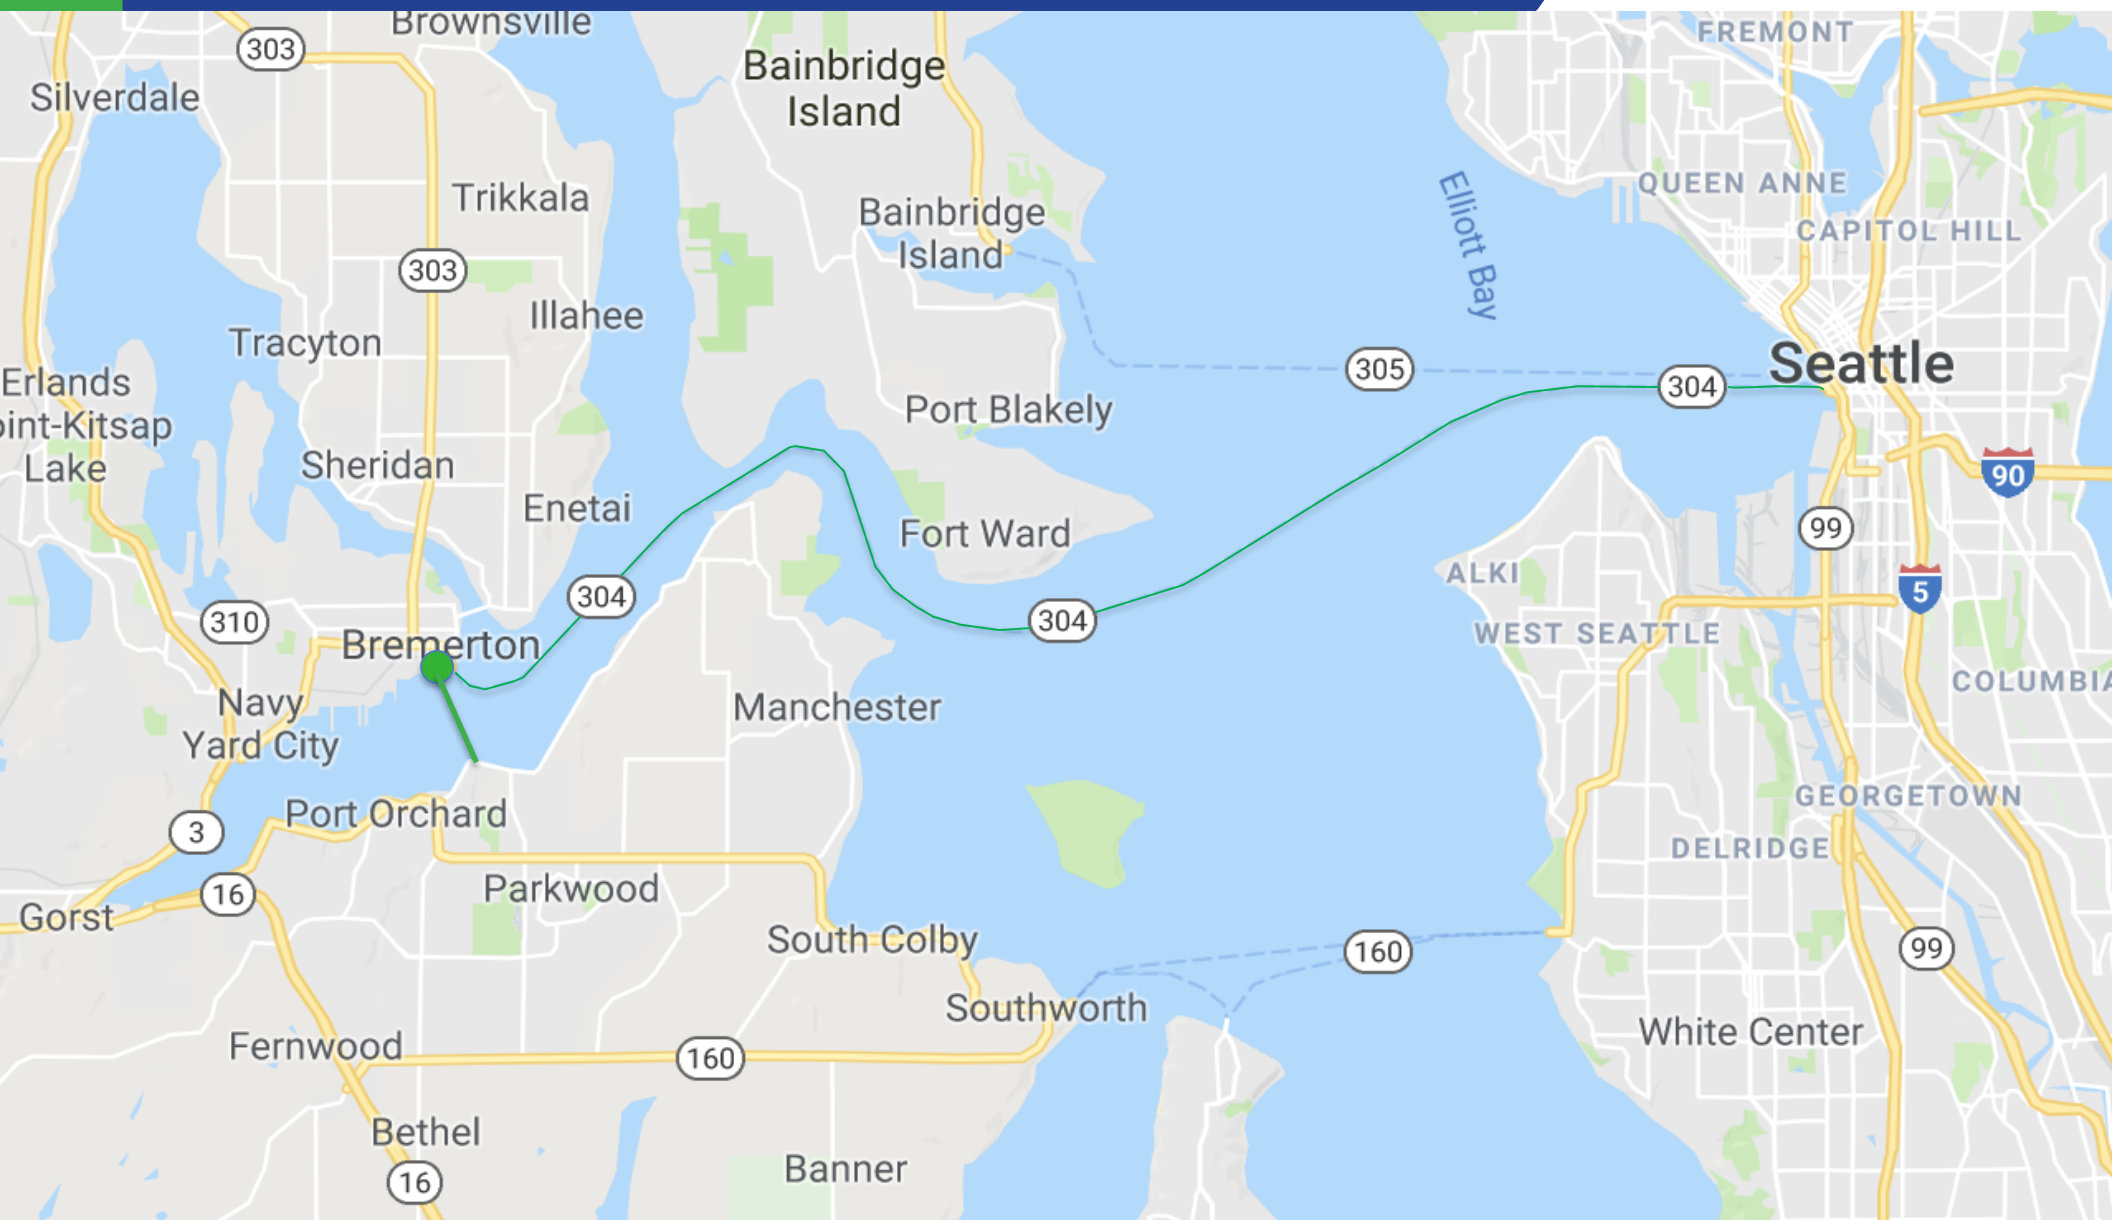 Brownsville
FREMONT
303
Bainbridge
Island
Silverdale
QUEEN ANNE
Trikkala
Bainbridge
Island
Elliott Bay
CAPITOL HILL
303
Illahee
Tracyton
305
Seattle
304
Erlands
oint-Kitsap
Lake
Port Blakely
Sheridan
90
Enetai
Fort Ward
99
ALKI
5
304
310
304
WEST SEATTLE
Bremerton
COLUMBIA
Navy
Yard City
Manchester
GEORGETOWN
Port Orchard
3
DELRIDGE
Parkwood
16
Gorst
South Colby
160
99
Southworth
White Center
Fernwood
160
Bethel
Banner
16